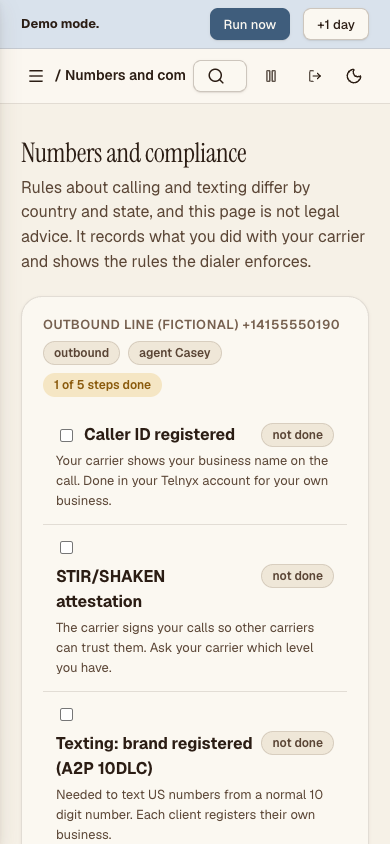 Demo mode.
Run now
+1 day
/ Numbers and com
Numbers and compliance
Rules about calling and texting differ by
country and state, and this page is not legal
advice. It records what you did with your carrier
and shows the rules the dialer enforces.
OUTBOUND LINE (FICTIONAL) +14155550190
outbound
agent Casey
1 of 5 steps done
Caller ID registered
not done
Your carrier shows your business name on the
call. Done in your Telnyx account for your own
business.
STIR/SHAKEN
attestation
not done
The carrier signs your calls so other carriers
can trust them. Ask your carrier which level
you have.
Texting: brand registered
(A2P 10DLC)
not done
Needed to text US numbers from a normal 10
digit number. Each client registers their own
business.